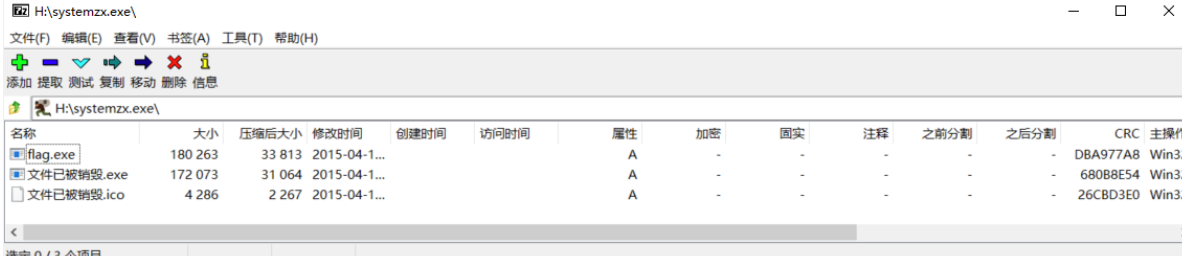 H:\systemzx.exe\
文件(F) 编辑(E) 查看(V) 书签(A) 工具(T) 帮助(H)
添加 提取 测试 复制 移动 删除 信息
H:\systemzx.exe\
名称 大小 压缩后大小 修改时间 创建时间 访问时间 属性 加密 固实 注释 之前分割 之后分割 CRC 主操作
flag.exe 180 263 33 813 2015-04-1... A - - - - - DBA977A8 Win3
文件已被销毁.exe 172 073 31 064 2015-04-1... A - - - - - 680B8E54 Win3
文件已被销毁.ico 4 286 2 267 2015-04-1... A - - - - - 26CBD3E0 Win3
选定 0 / 3 个项目